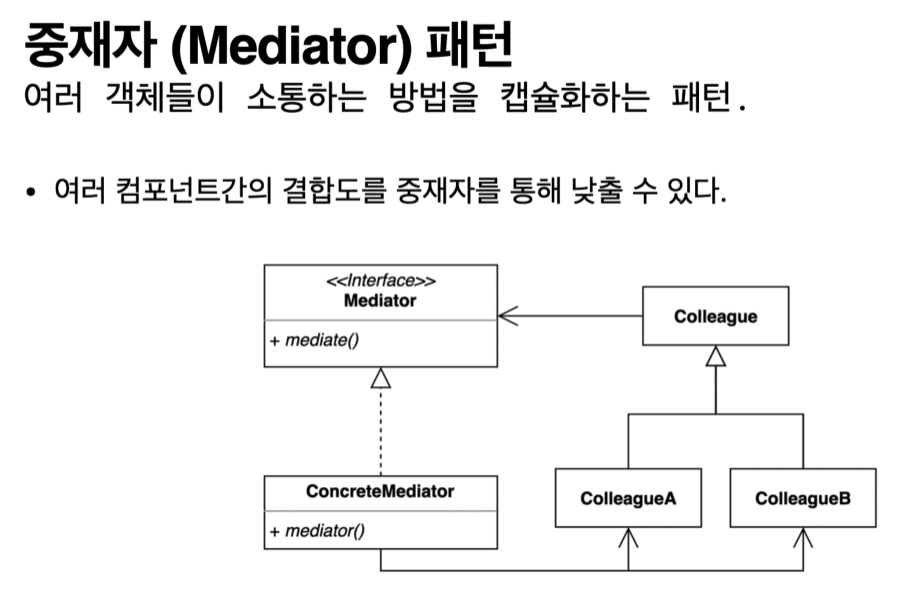 중재자 (Mediator) 패턴
여러 객체들이 소통하는 방법을 캡슐화하는 패턴.
• 여러 컴포넌트간의 결합도를 중재자를 통해 낮출 수 있다.
<<Interface>>
Mediator
+ mediate()
Colleague
ConcreteMediator
+ mediator()
ColleagueA
ColleagueB